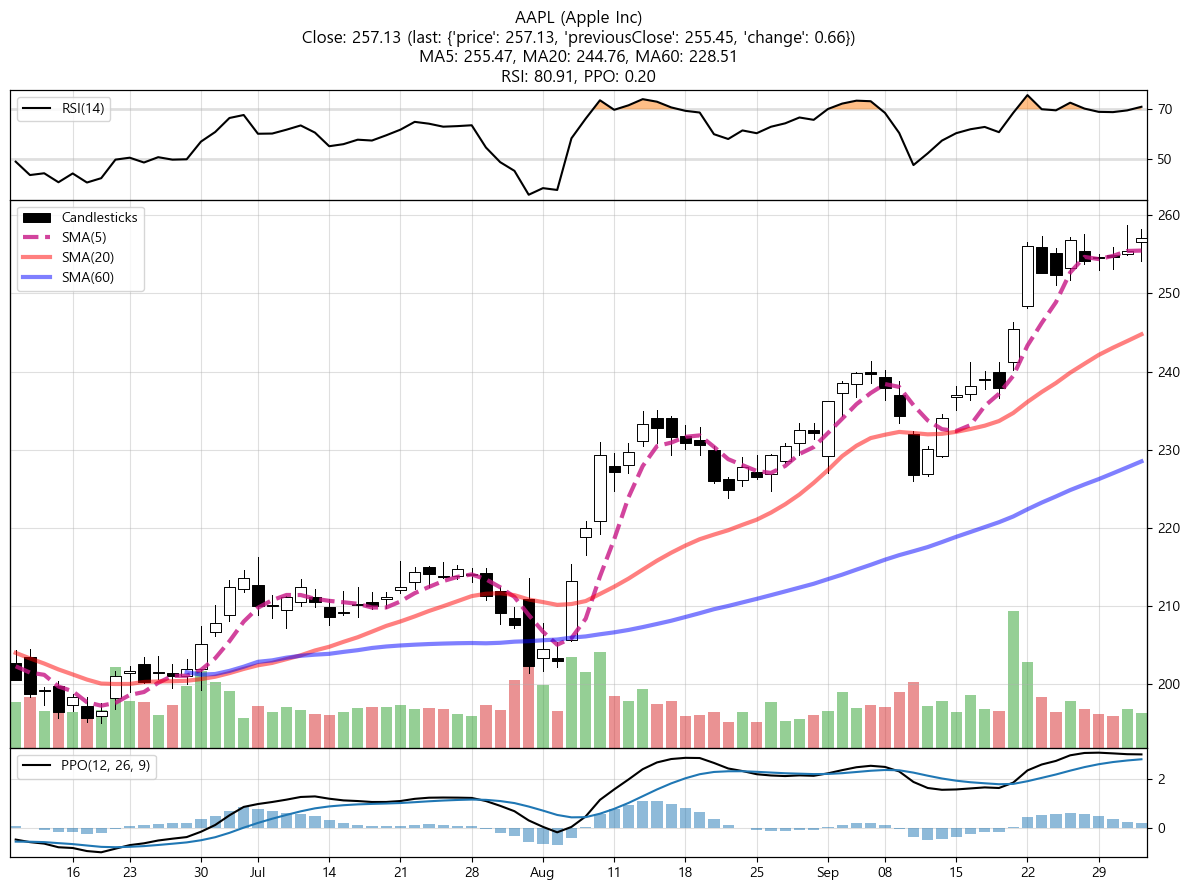 AAPL (Apple Inc)
Close: 257.13 (last: {'price': 257.13, 'previousClose': 255.45, 'change': 0.66})
MA5: 255.47, MA20: 244.76, MA60: 228.51
RSI: 80.91, PPO: 0.20
RSI(14)
70
50
Candlesticks
SMA(5)
SMA(20)
SMA(60)
260
250
240
230
220
210
200
PPO(12, 26, 9)
2
0
16 23 30 Jul 14 21 28 Aug 11 18 25 Sep 08 15 22 29